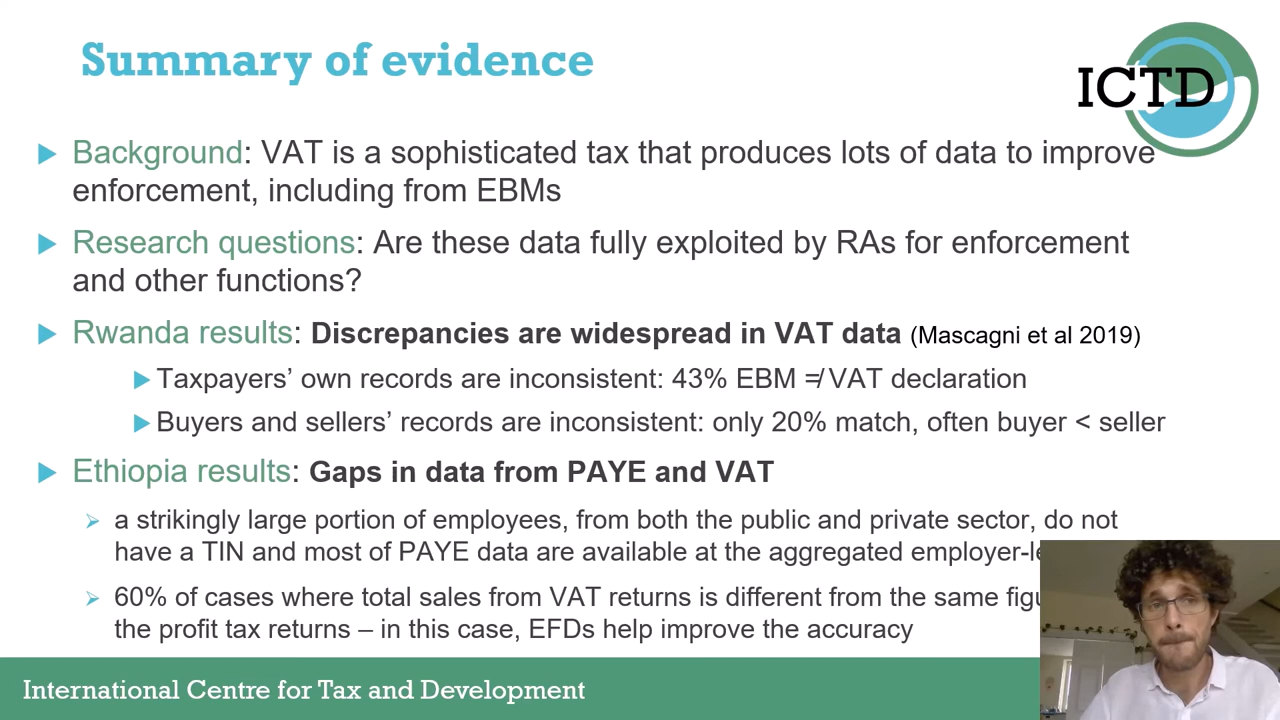 Summary of evidence
ICTD
Background: VAT is a sophisticated tax that produces lots of data to improve
enforcement, including from EBMs
Research questions: Are these data fully exploited by RAs for enforcement
and other functions?
Rwanda results: Discrepancies are widespread in VAT data (Mascagni et al 2019)
Taxpayers’ own records are inconsistent: 43% EBM ≠ VAT declaration
Buyers and sellers’ records are inconsistent: only 20% match, often buyer < seller
Ethiopia results: Gaps in data from PAYE and VAT
a strikingly large portion of employees, from both the public and private sector, do not
have a TIN and most of PAYE data are available at the aggregated
60% of cases where total sales from VAT returns is different from the same
the profit tax returns – in this case, EFDs help improve the accuracy
International Centre for Tax and Development